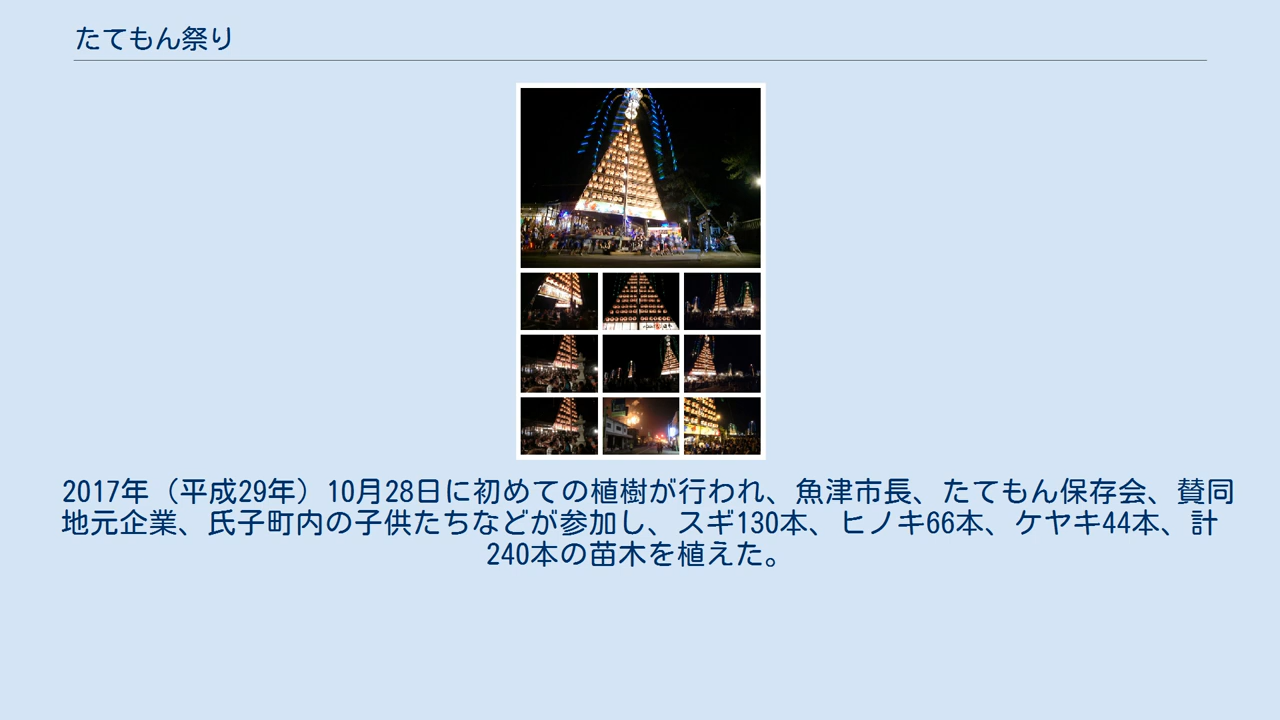 たてもん祭り
2017年（平成29年）10月28日に初めての植樹が行われ、魚津市長、たてもん保存会、賛同
地元企業、氏子町内の子供たちなどが参加し、スギ130本、ヒノキ66本、ケヤキ44本、計
240本の苗木を植えた。